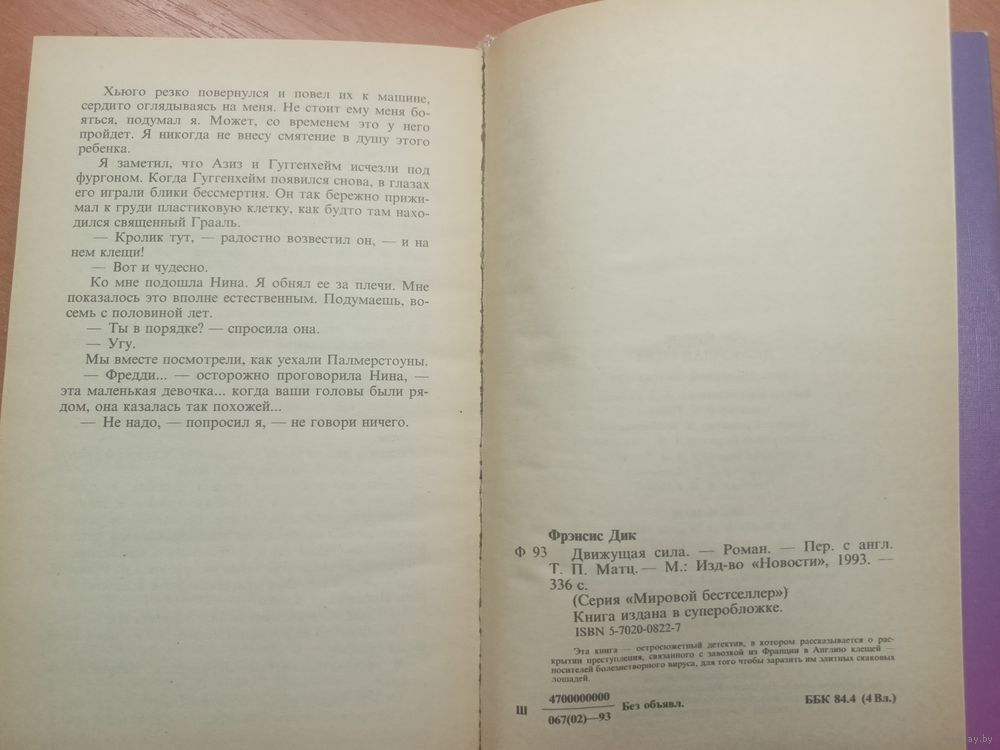 Хьюго резко повернулся и повел их к машине,
сердито оглядываясь на меня. Не стоит ему меня бо-
яться, подумал я. Может, со временем это у него
пройдет. Я никогда не внесу смятение в душу этого
ребенка.
Я заметил, что Азиз и Гуггенхейм исчезли под
фургоном. Когда Гуггенхейм появился снова, в глазах
его играли блики бессмертия. Он так бережно прижи-
мал к груди пластиковую клетку, как будто там нахо-
дился священный Грааль.
— Кролик тут, — радостно возвестил он, — и на
нем клещи!
— Вот и чудесно.
Ко мне подошла Нина. Я обнял ее за плечи. Мне
показалось это вполне естественным. Подумаешь, во-
семь с половиной лет.
— Ты в порядке? — спросила она.
— Угу.
Мы вместе посмотрели, как уехали Палмерстоуны.
— Фредди... — осторожно проговорила Нина, —
эта маленькая девочка... когда ваши головы были ря-
дом, она казалась так похожей...
— Не надо, — попросил я, — не говори ничего.
Фрэнсис Дик
Ф 93 Движущая сила. — Роман. — Пер. с англ.
Т. П. Матц. — М.: Изд-во «Новости», 1993. —
336 с.
(Серия «Мировой бестселлер»)
Книга издана в суперобложке.
ISBN 5-7020-0822-7
Эта книга — остросюжетный детектив, в котором рассказывается о рас-
крытии преступления, связанного с завозкой из Франции в Англию клещей —
носителей болезнетворного вируса, для того чтобы заразить им элитных скаковых
лошадей.
Ш 4700000000 Без объявл. ББК 84.4 (4 Вл.)
067(02)—93